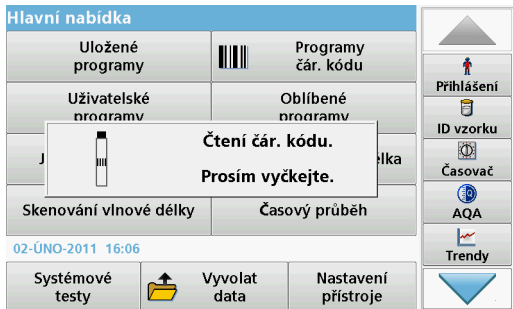 Hlavní nabídka
Uložené
programy
Programy
čár. kódu
Uživatelské
programy
Oblíbené
programy
Čtení čár. kódu.
Prosím vyčkejte.
Skenování vlnové délky
Časový průběh
02-ÚNO-2011 16:06
Systémové
testy
Vyvolat
data
Nastavení
přístroje
Přihlášení
ID vzorku
Časovač
AQA
Trendy